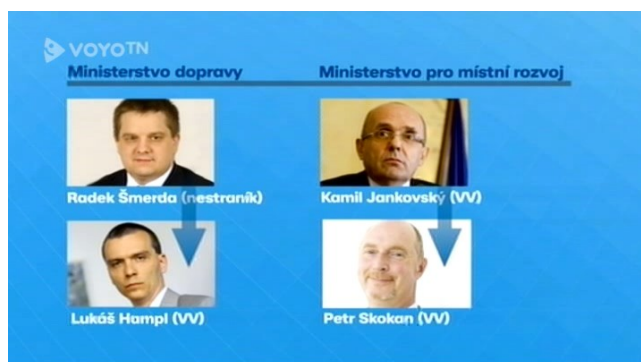 VOYO TN
Ministerstvo dopravy
Ministerstvo pro místní rozvoj
Radek Šmerda (nestraník)
Kamil Jankovský (VV)
Lukáš Hampl (VV)
Petr Skokan (VV)